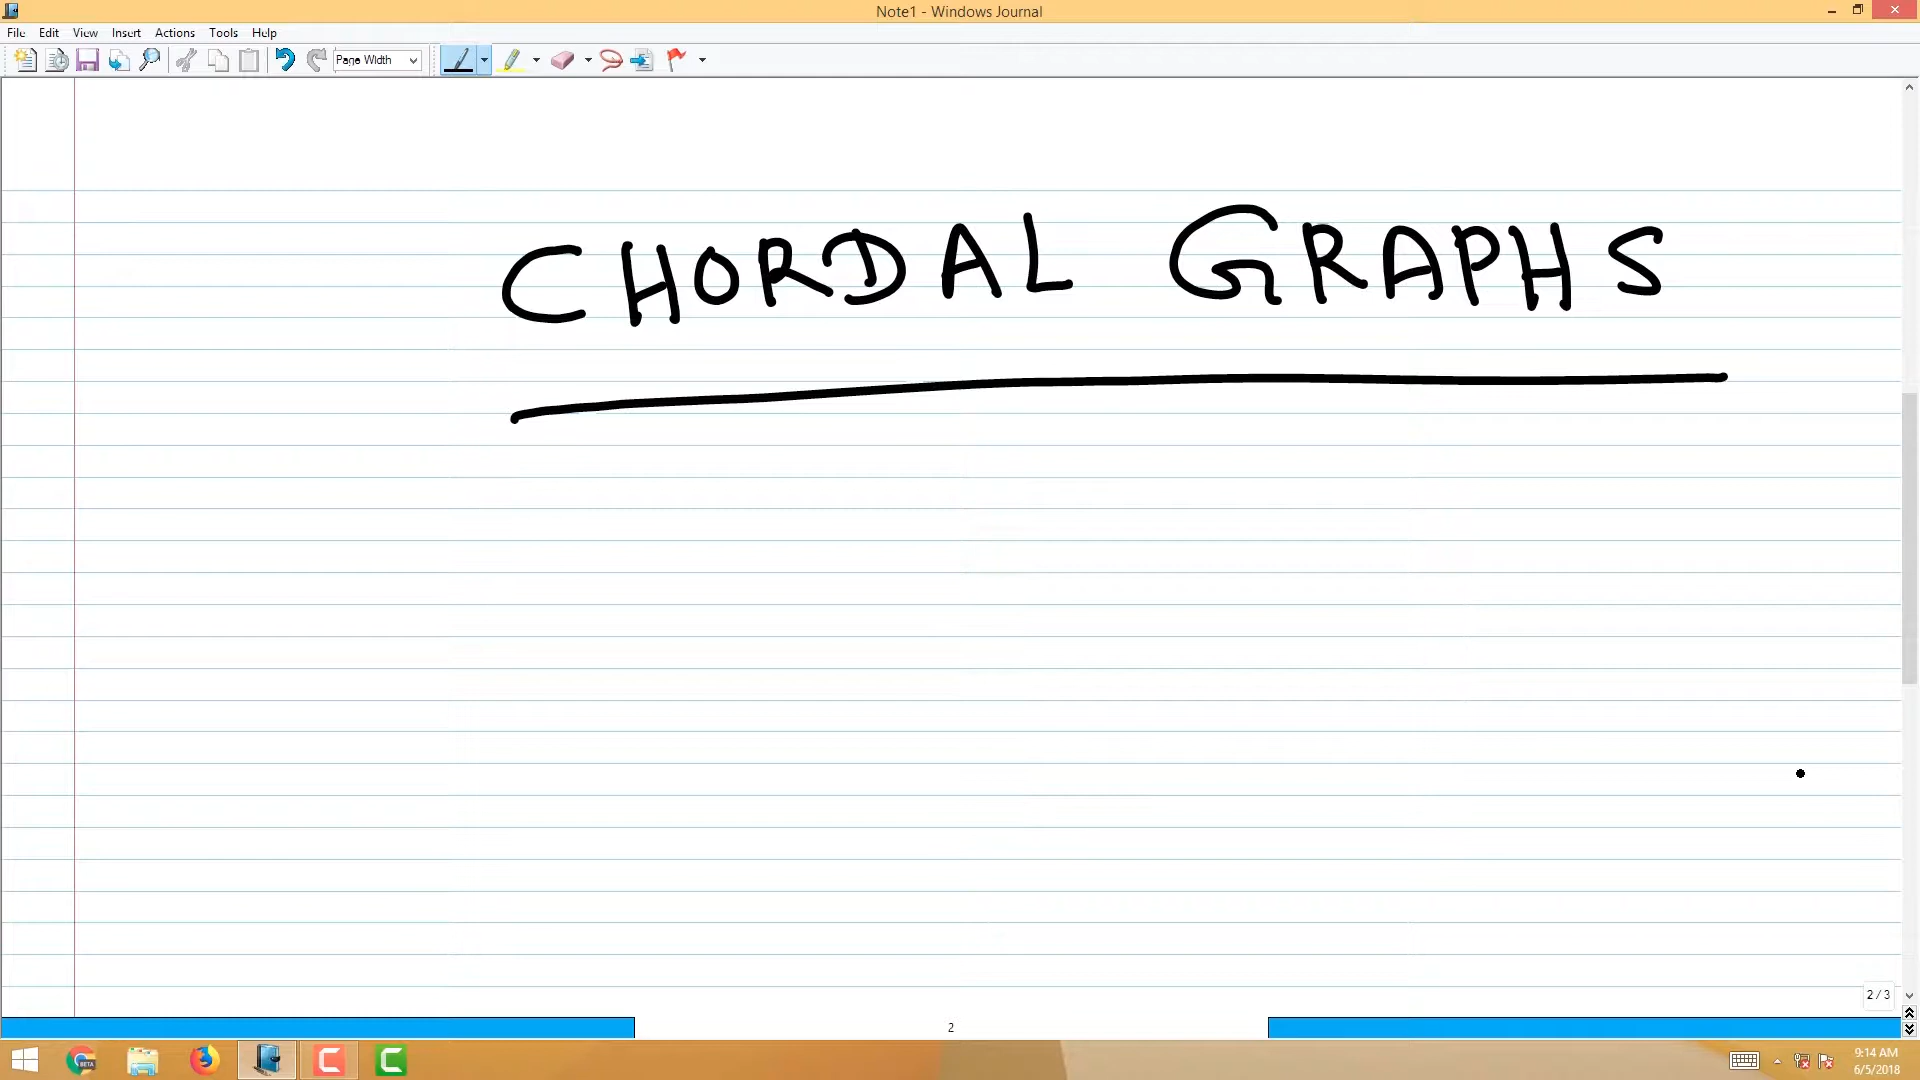 Note1 - Windows Journal
File Edit View Insert Actions Tools Help
Page Width
CHORDAL GRAPHS
2 / 3
2
9:14 AM
6/5/2018